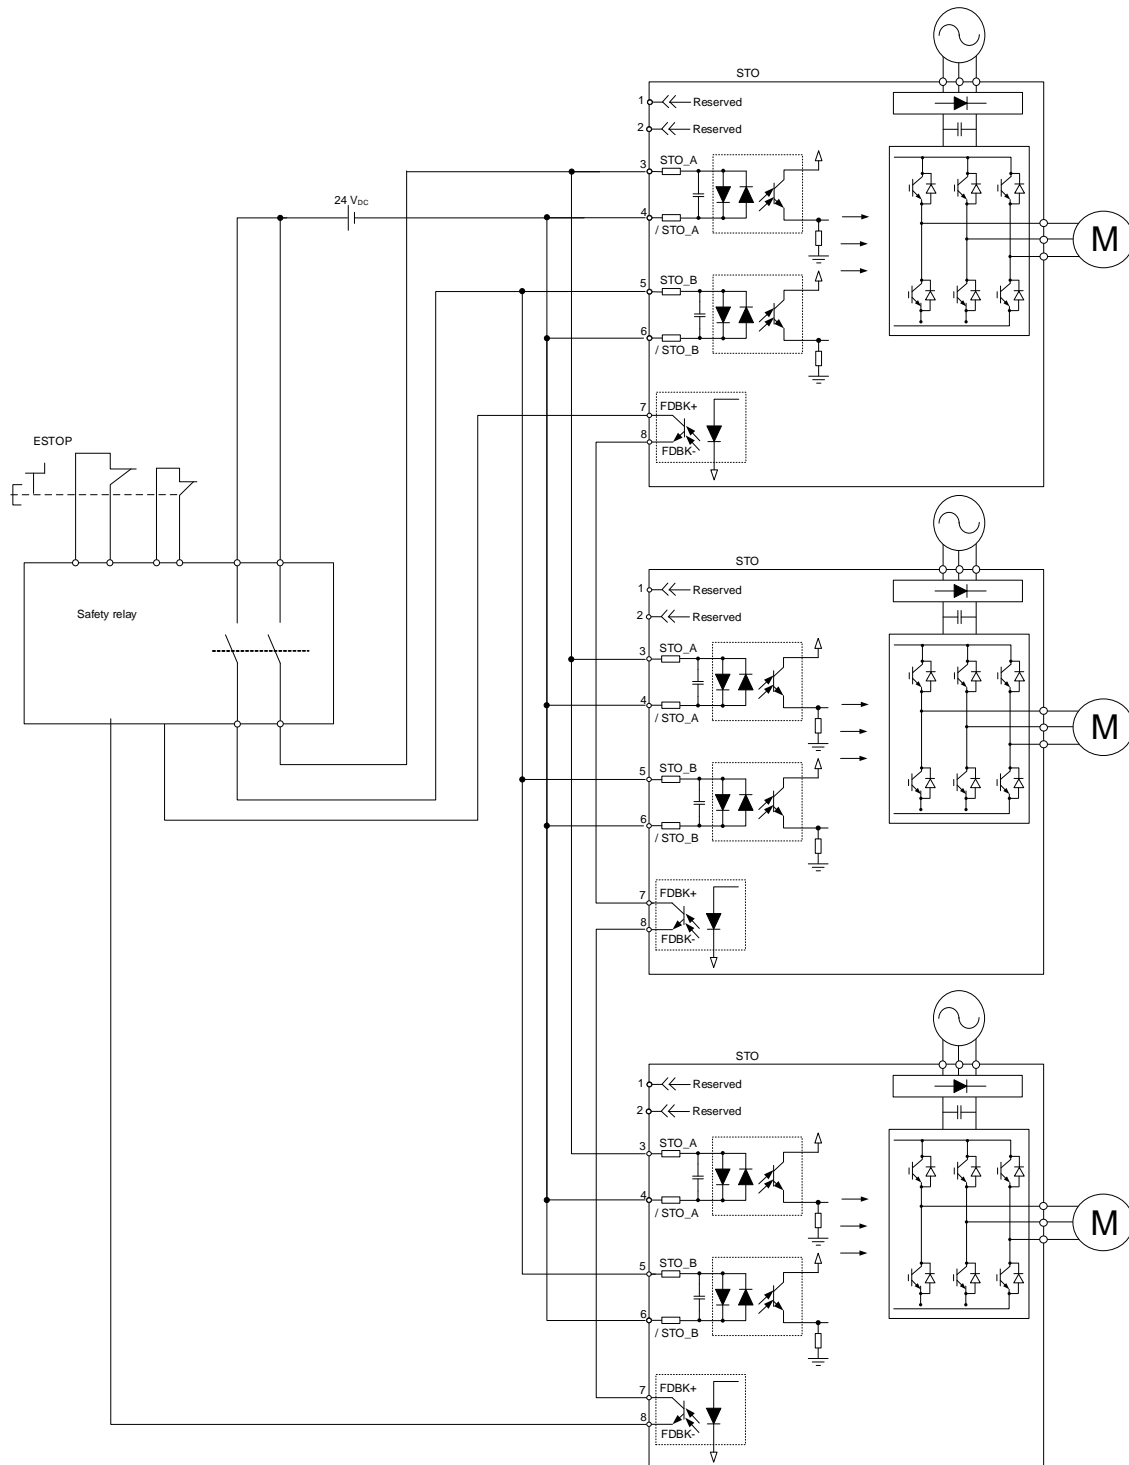 STO
1 Reserved
2 Reserved
3 STO_A
24 VDC
4
/ STO_A
M
5 STO_B
6
/ STO_B
7 FDBK+
8
FDBK-
ESTOP
Safety relay
STO
1 Reserved
2 Reserved
3 STO_A
4
/ STO_A
M
5 STO_B
6
/ STO_B
7 FDBK+
8
FDBK-
STO
1 Reserved
2 Reserved
3 STO_A
4
/ STO_A
M
5 STO_B
6
/ STO_B
7 FDBK+
8
FDBK-